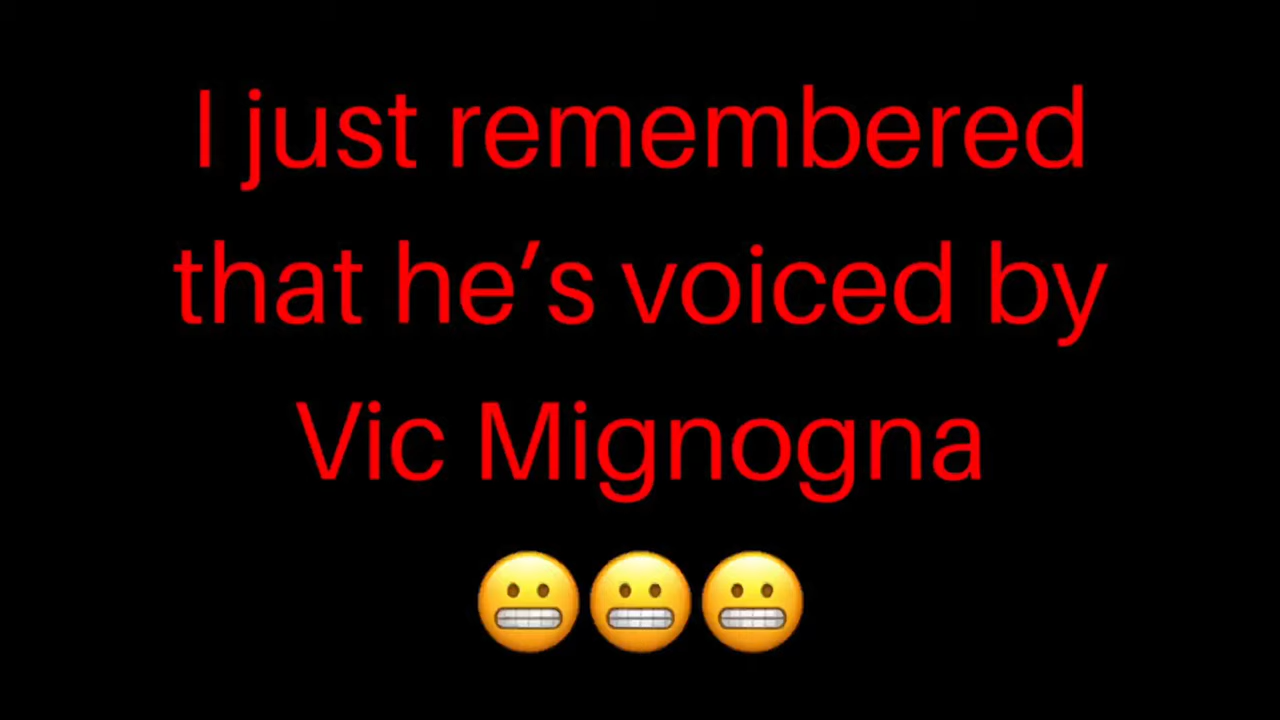 I just remembered
that he’s voiced by
Vic Mignogna
😬😬😬